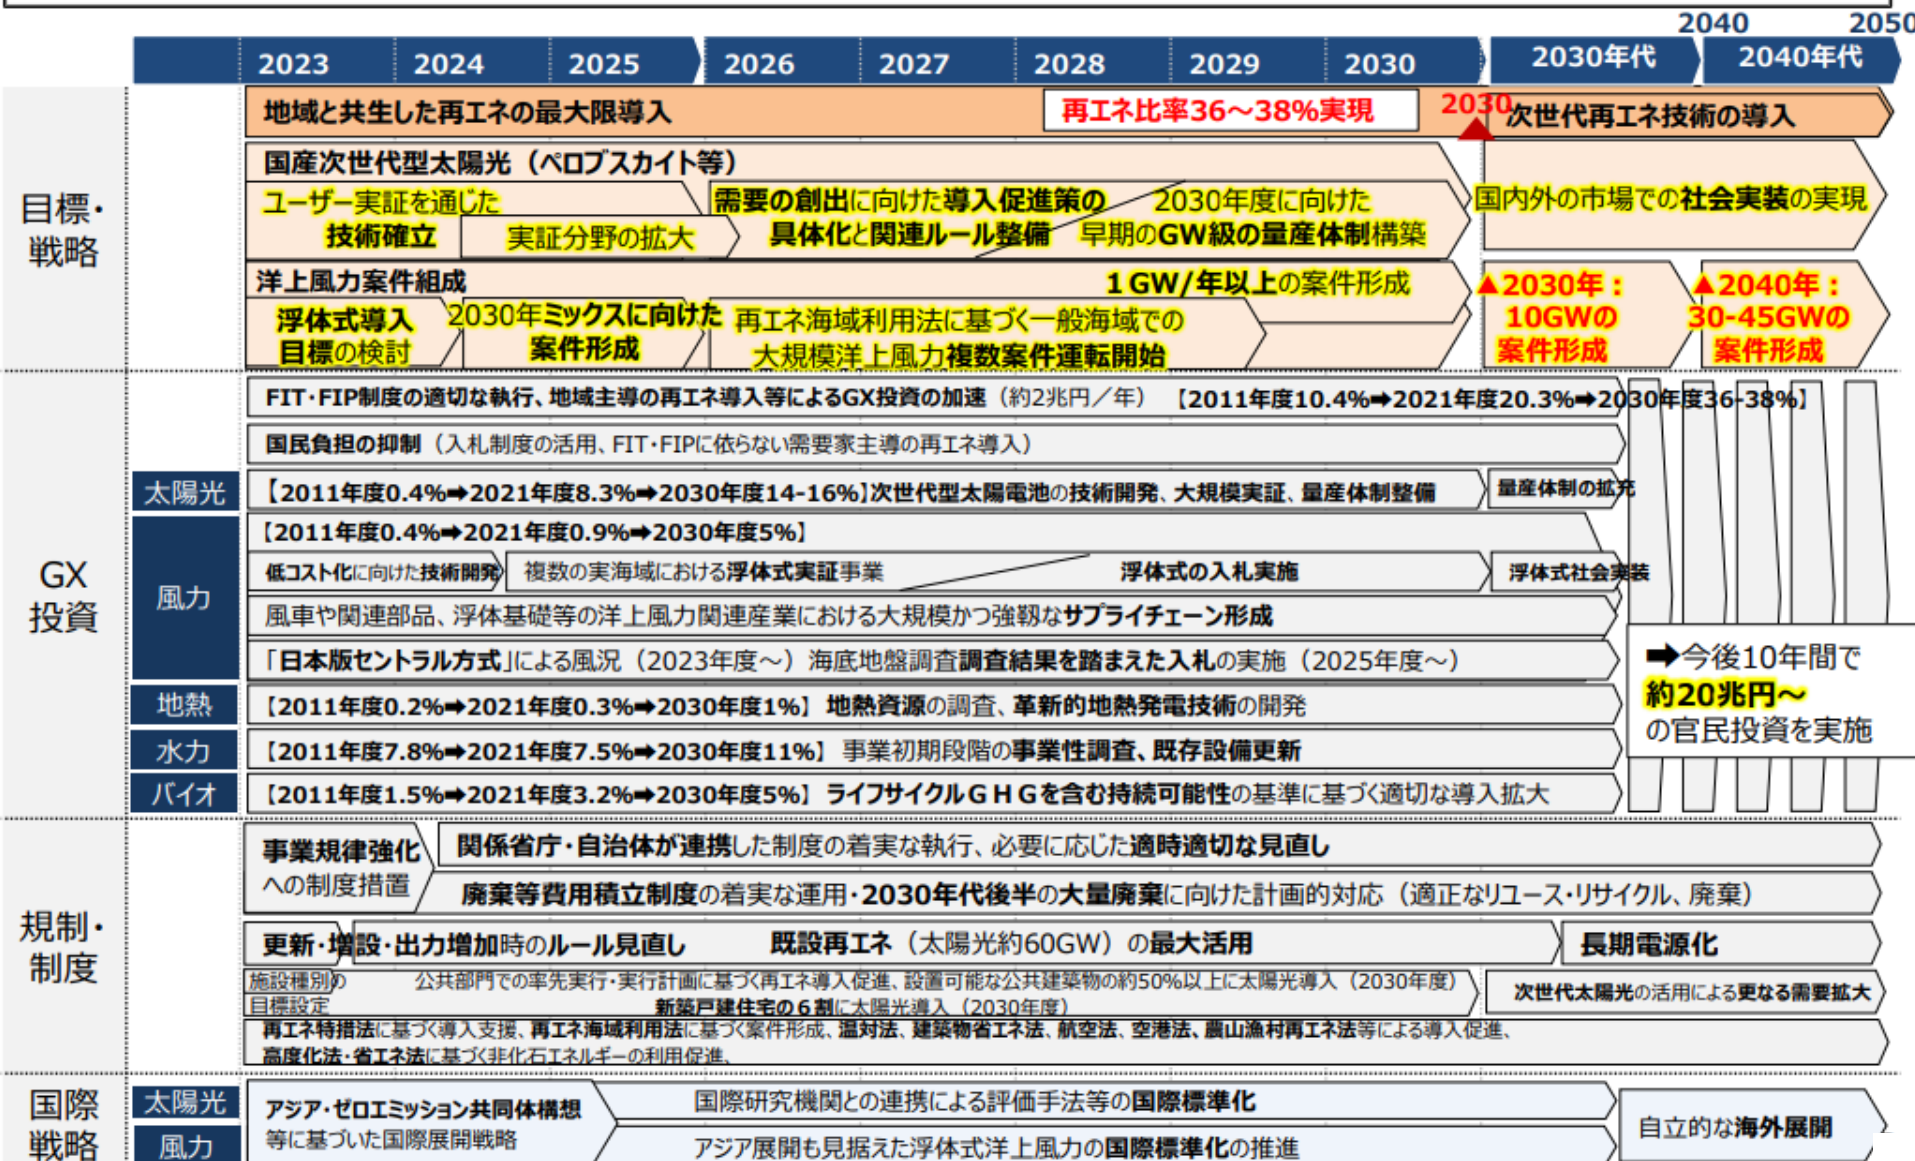 2040 2050
2023 2024 2025 2026 2027 2028 2029 2030 2030年代 2040年代
目標・
戦略
地域と共生した再エネの最大限導入
再エネ比率36～38%実現
2030
次世代再エネ技術の導入
国産次世代型太陽光（ペロブスカイト等）
ユーザー実証を通じた
技術確立
実証分野の拡大
需要の創出に向けた導入促進策の
具体化と関連ルール整備
2030年度に向けた
早期のGW級の量産体制構築
国内外の市場での社会実装の実現
洋上風力案件組成
1GW/年以上の案件形成
浮体式導入
目標の検討
2030年ミックスに向けた
案件形成
再エネ海域利用法に基づく一般海域での
大規模洋上風力複数案件運転開始
▲2030年：
10GWの
案件形成
▲2040年：
30-45GWの
案件形成
GX
投資
FIT・FIP制度の適切な執行、地域主導の再エネ導入等によるGX投資の加速（約2兆円／年）【2011年度10.4%➡2021年度20.3%➡2030年度36-38%】
国民負担の抑制（入札制度の活用、FIT・FIPに依らない需要家主導の再エネ導入）
太陽光
【2011年度0.4%➡2021年度8.3%➡2030年度14-16%】次世代型太陽電池の技術開発、大規模実証、量産体制整備
量産体制の拡充
風力
【2011年度0.4%➡2021年度0.9%➡2030年度5%】
低コスト化に向けた技術開発
複数の実海域における浮体式実証事業
浮体式の入札実施
浮体式社会実装
風車や関連部品、浮体基礎等の洋上風力関連産業における大規模かつ強靱なサプライチェーン形成
「日本版セントラル方式」による風況（2023年度～）海底地盤調査調査結果を踏まえた入札の実施（2025年度～）
➡今後10年間で
約20兆円～
の官民投資を実施
地熱
【2011年度0.2%➡2021年度0.3%➡2030年度1%】地熱資源の調査、革新的地熱発電技術の開発
水力
【2011年度7.8%➡2021年度7.5%➡2030年度11%】事業初期段階の事業性調査、既存設備更新
バイオ
【2011年度1.5%➡2021年度3.2%➡2030年度5%】ライフサイクルＧＨＧを含む持続可能性の基準に基づく適切な導入拡大
規制・
制度
事業規律強化
への制度措置
関係省庁・自治体が連携した制度の着実な執行、必要に応じた適時適切な見直し
廃棄等費用積立制度の着実な運用・2030年代後半の大量廃棄に向けた計画的対応（適正なリユース・リサイクル、廃棄）
更新・増設・出力増加時のルール見直し
既設再エネ（太陽光約60GW）の最大活用
長期電源化
施設種別の
目標設定
公共部門での率先実行・実行計画に基づく再エネ導入促進、設置可能な公共建築物の約50%以上に太陽光導入（2030年度）
新築戸建住宅の６割に太陽光導入（2030年度）
次世代太陽光の活用による更なる需要拡大
再エネ特措法に基づく導入支援、再エネ海域利用法に基づく案件形成、温対法、建築物省エネ法、航空法、空港法、農山漁村再エネ法等による導入促進、
高度化法・省エネ法に基づく非化石エネルギーの利用促進、
国際
戦略
太陽光
風力
アジア・ゼロエミッション共同体構想
等に基づいた国際展開戦略
国際研究機関との連携による評価手法等の国際標準化
アジア展開も見据えた浮体式洋上風力の国際標準化の推進
自立的な海外展開